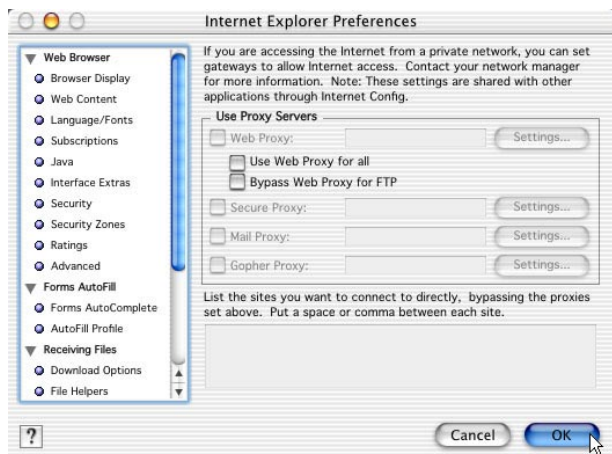 Internet Explorer Preferences
Web Browser
Browser Display
Web Content
Language/Fonts
Subscriptions
Java
Interface Extras
Security
Security Zones
Ratings
Advanced
Forms AutoFill
Forms AutoComplete
AutoFill Profile
Receiving Files
Download Options
File Helpers
If you are accessing the Internet from a private network, you can set
gateways to allow Internet access. Contact your network manager
for more information. Note: These settings are shared with other
applications through Internet Config.
Use Proxy Servers
Web Proxy: Settings...
Use Web Proxy for all
Bypass Web Proxy for FTP
Secure Proxy: Settings...
Mail Proxy: Settings...
Gopher Proxy: Settings...
List the sites you want to connect to directly, bypassing the proxies
set above. Put a space or comma between each site.
? Cancel OK